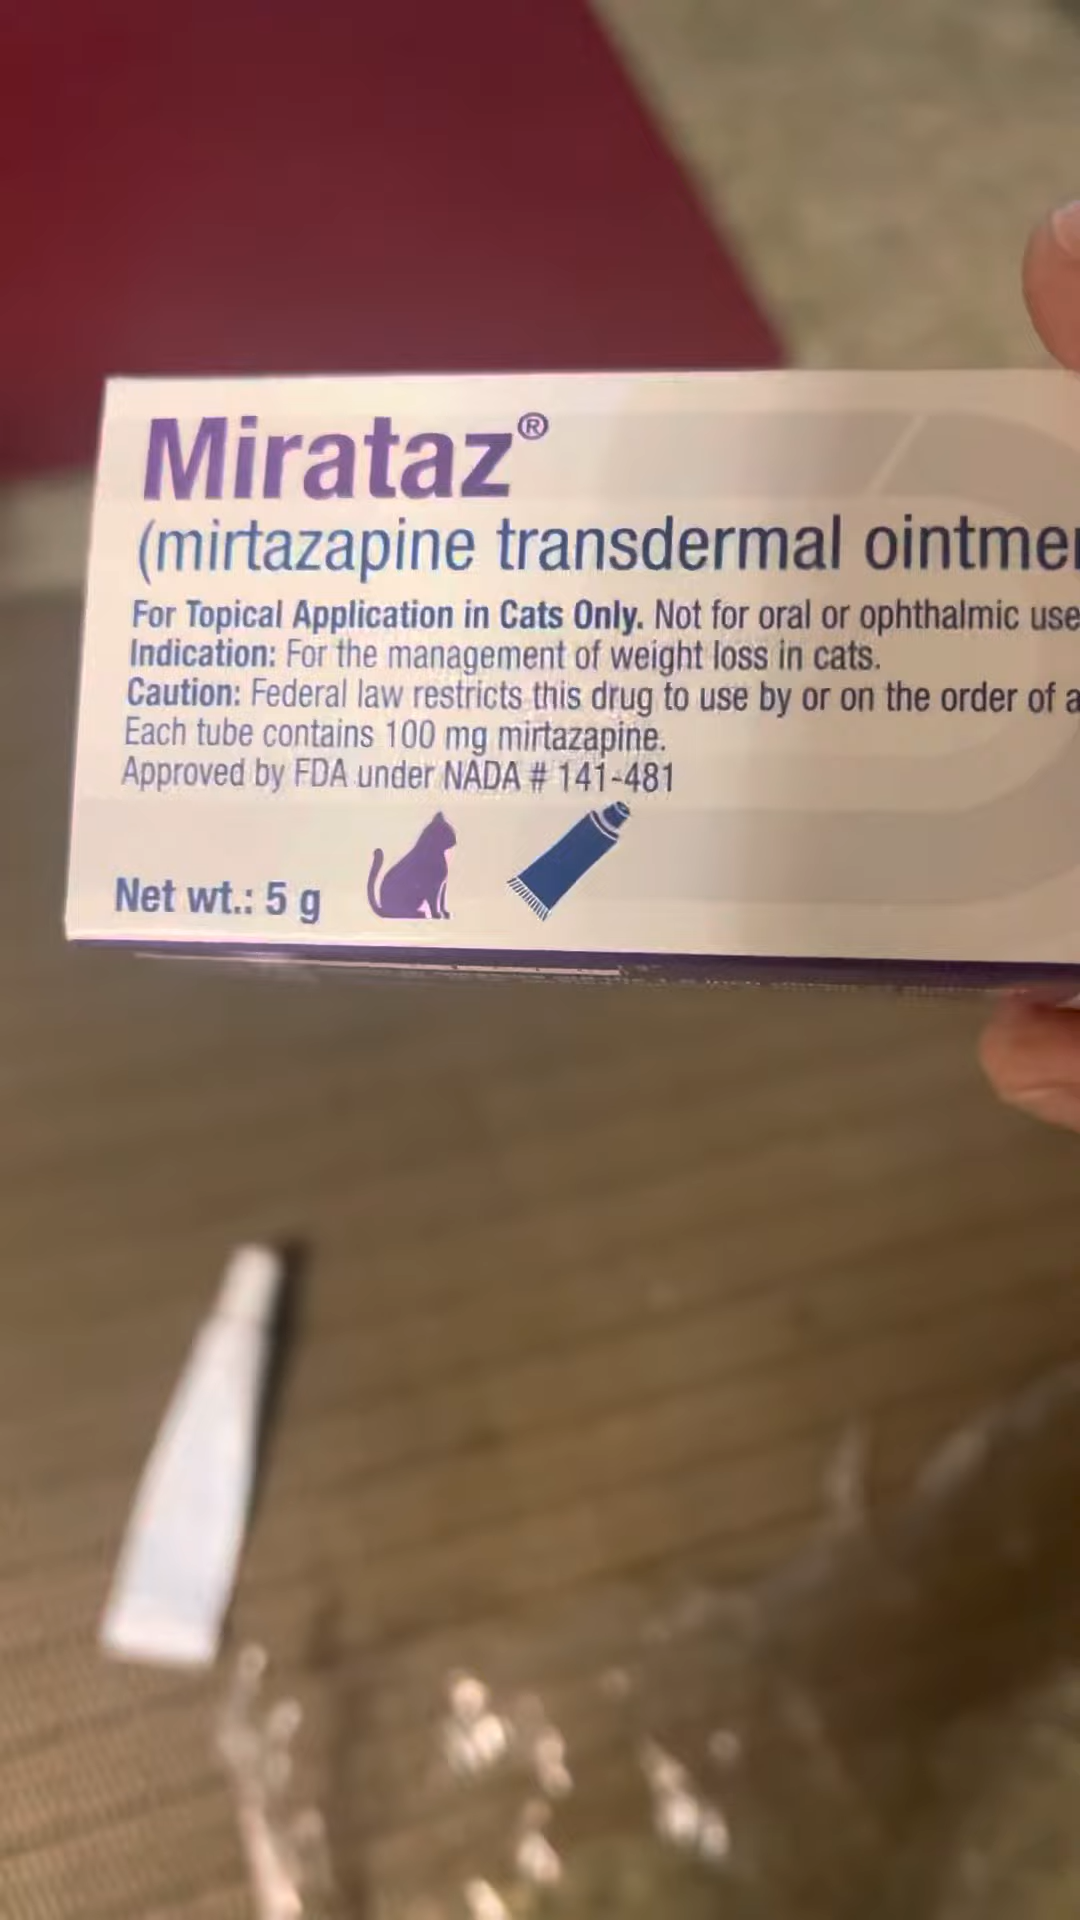 Mirataz®
(mirtazapine transdermal
For Topical Application in Cats Only. Not for oral or ophthalmic use
Indication: For the management of weight loss in cats.
Caution: Federal law restricts this drug to use by or on the order of a
Each tube contains 100 mg mirtazapine.
Approved by FDA under NADA # 141-481
Net wt.: 5 g